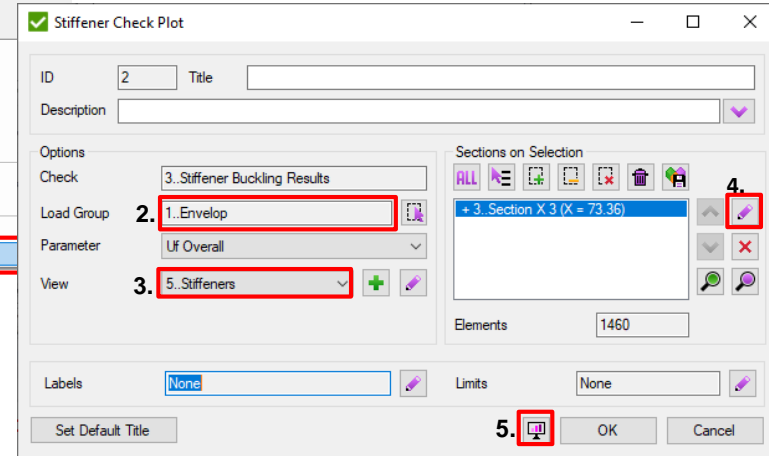 Stiffener Check Plot
ID 2 Title
Description
Options
Check 3..Stiffener Buckling Results
Load Group 2. 1..Envelop
Parameter Uf Overall
View 3. 5..Stiffeners
Sections on Selection
ALL
4.
+ 3..Section X 3 (X = 73.36)
Elements 1460
Labels None
Limits None
Set Default Title 5. OK Cancel